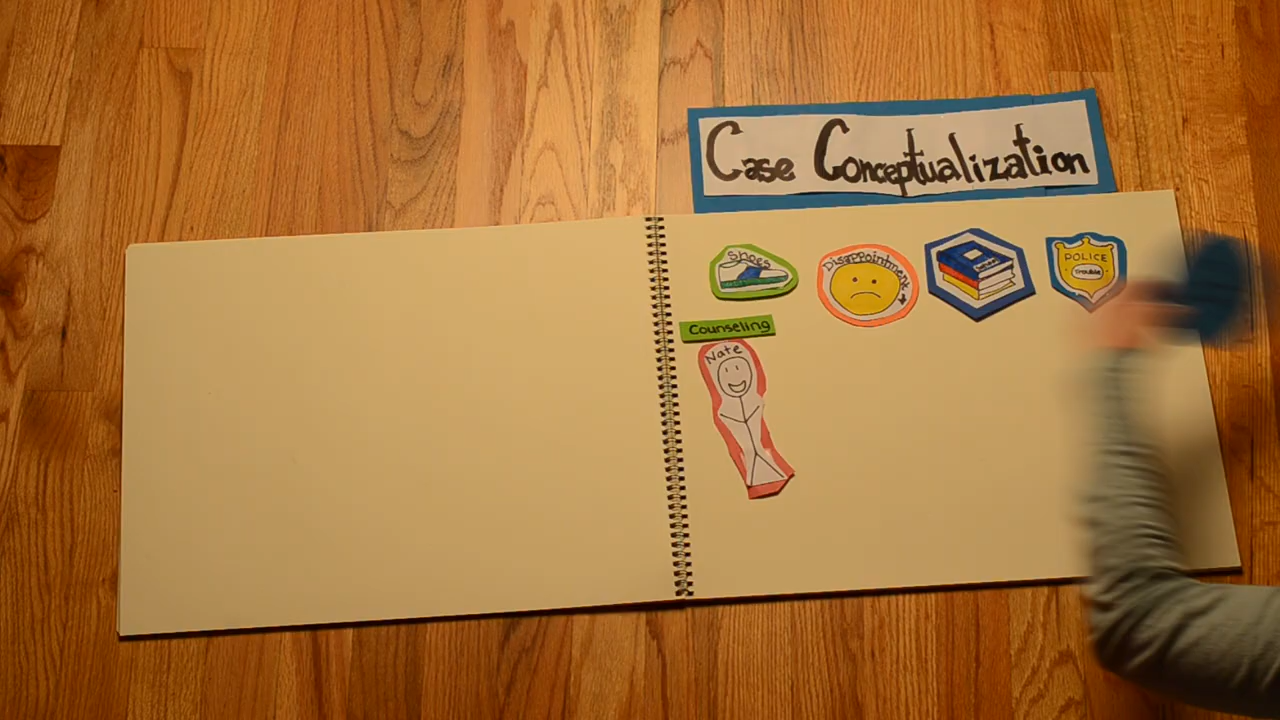 Case Conceptualization
Shoes
Disappointment
POLICE
Trouble
Counseling
Nate